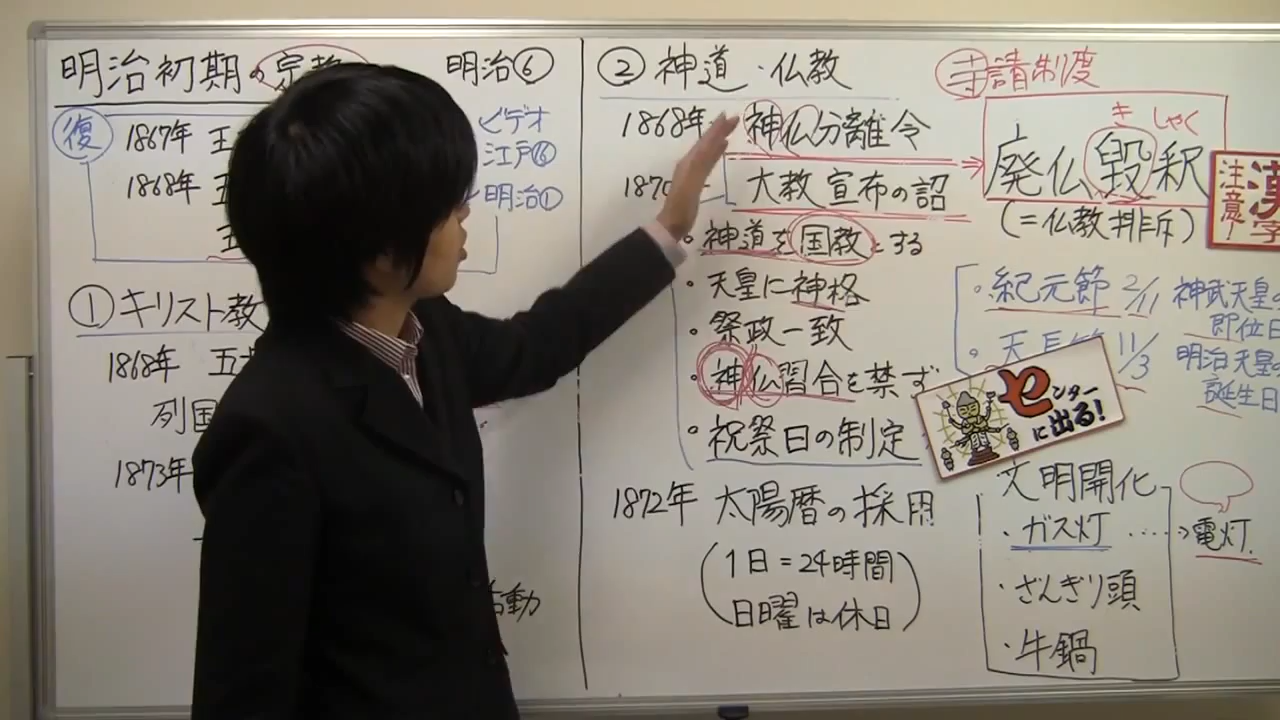 明治初期の宗教
明治⑥
復
1867年 王
1868年 五
五
ビデオ
江戸⑯
明治①
①キリスト教
1868年 五
列国
1873年
活動
②神道・仏教
1868年 神仏分離令
1870 大教宣布の詔
・神道を国教とする
・天皇に神格
・祭政一致
・神仏習合を禁ず
・祝祭日の制定
1872年 太陽暦の採用
(1日=24時間
日曜は休日)
寺請制度
き しゃく
廃仏毀釈
(=仏教排斥)
漢字
注意!
・紀元節 2/11 神武天皇の
即位日
・天長節 11/3 明治天皇の
誕生日
センター
に出る!
文明開化
・ガス灯 ‥‥→電灯
・ざんぎり頭
・牛鍋